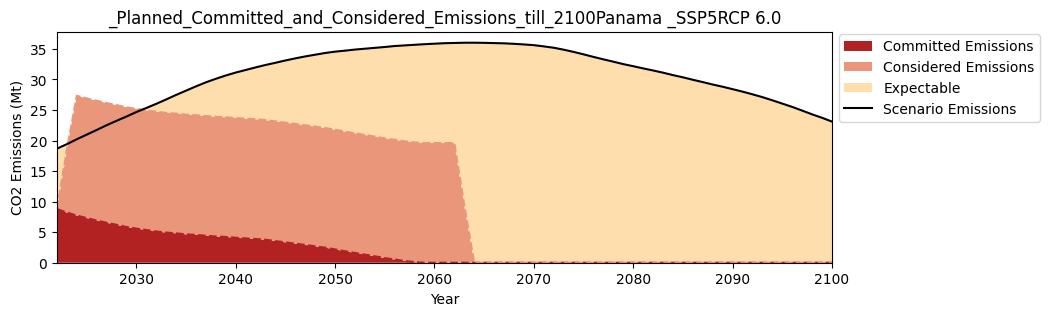 _Planned_Committed_and_Considered_Emissions_till_2100Panama _SSP5RCP 6.0
Committed Emissions
Considered Emissions
Expectable
Scenario Emissions
CO2 Emissions (Mt)
35
30
25
20
15
10
5
0
2030 2040 2050 2060 2070 2080 2090 2100
Year